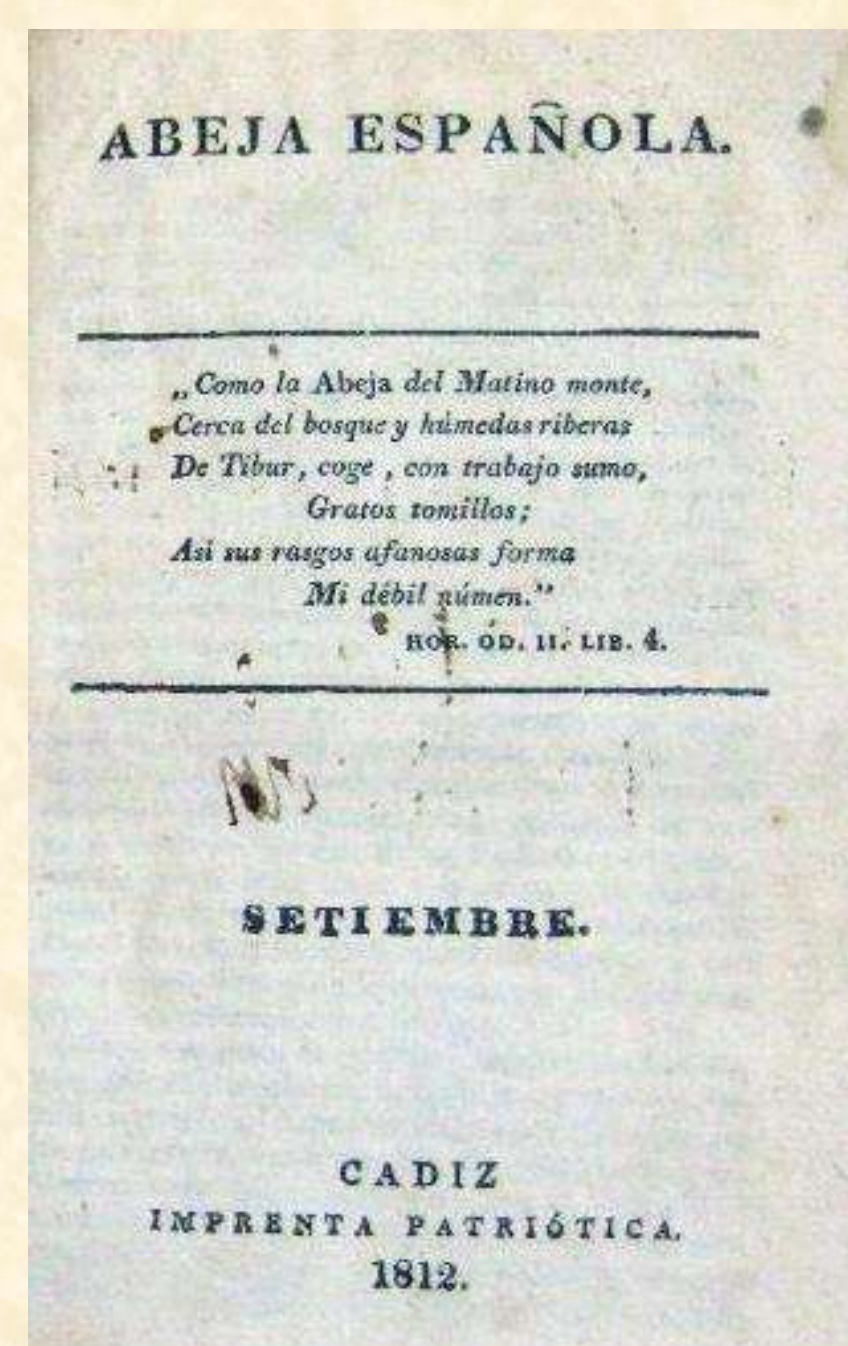 ABEJA ESPAÑOLA.
„Como la Abeja del Matino monte,
Cerca del bosque y húmedas riberas
De Tibur, coge, con trabajo sumo,
Gratos tomillos;
Asi sus rasgos afanosas forma
Mi débil númen."
HOR. OD. II. LIB. 4.
SETIEMBRE.
CADIZ
IMPRENTA PATRIÓTICA.
1812.